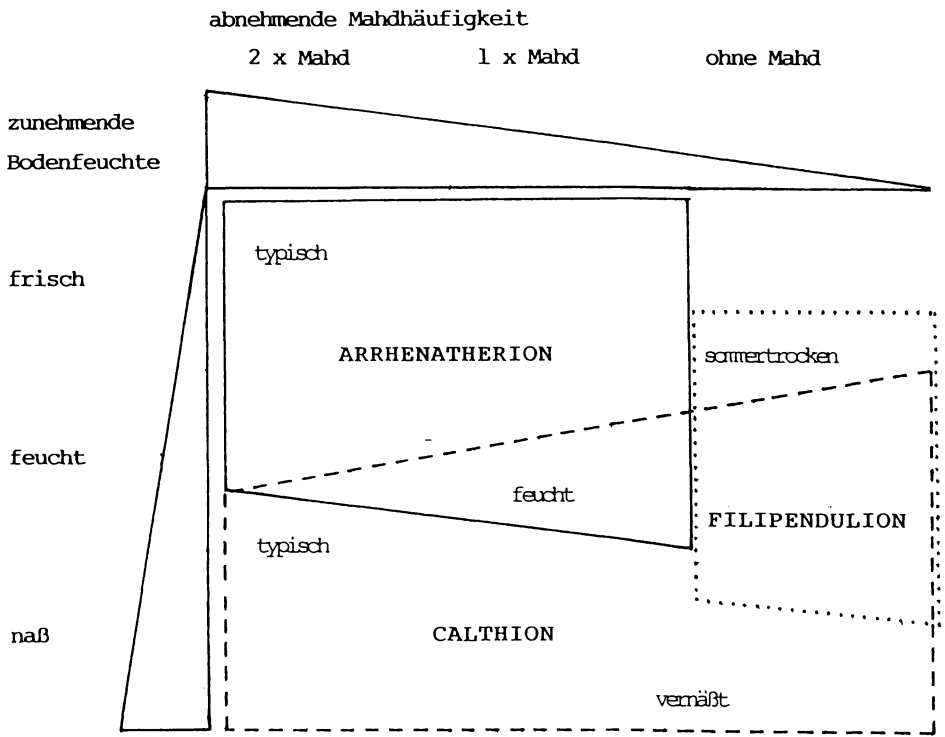 abnehmende Mahdhäufigkeit
2 x Mahd 1 x Mahd ohne Mahd
zunehmende
Bodenfeuchte
typisch
frisch
ARRHENATHERION
sommertrocken
feucht
feucht
FILIPENDULION
typisch
naß
CALTHION
vernäßt